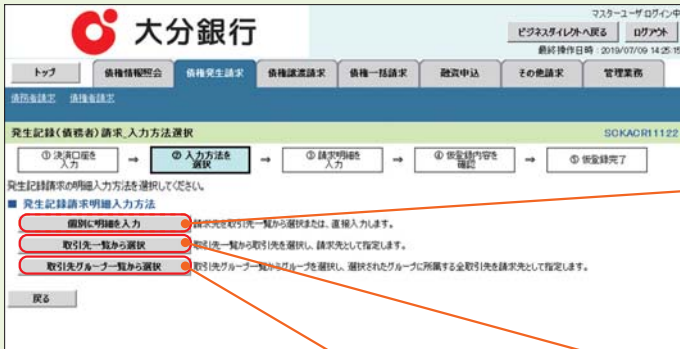 マスターユーザ ログイン中
大分銀行
ビジネスダイレクトへ戻る ログアウト
最終操作日時：2019/07/09 14:25:15
トップ 債権情報照会 債権発生請求 債権譲渡請求 債権一括請求 融資申込 その他請求 管理業務
債務者請求 債権者請求
発生記録(債務者)請求_入力方法選択 SCKACR11122
① 決済口座を入力 → ② 入力方法を選択 → ③ 請求明細を入力 → ④ 仮登録内容を確認 → ⑤ 仮登録完了
発生記録請求の明細入力方法を選択してください。
■ 発生記録請求明細入力方法
個別に明細を入力 請求先を取引先一覧から選択または、直接入力します。
取引先一覧から選択 取引先一覧から取引先を選択し、請求先として指定します。
取引先グループ一覧から選択 取引先グループ一覧からグループを選択し、選択されたグループに所属する全取引先を請求先として指定します。
戻る